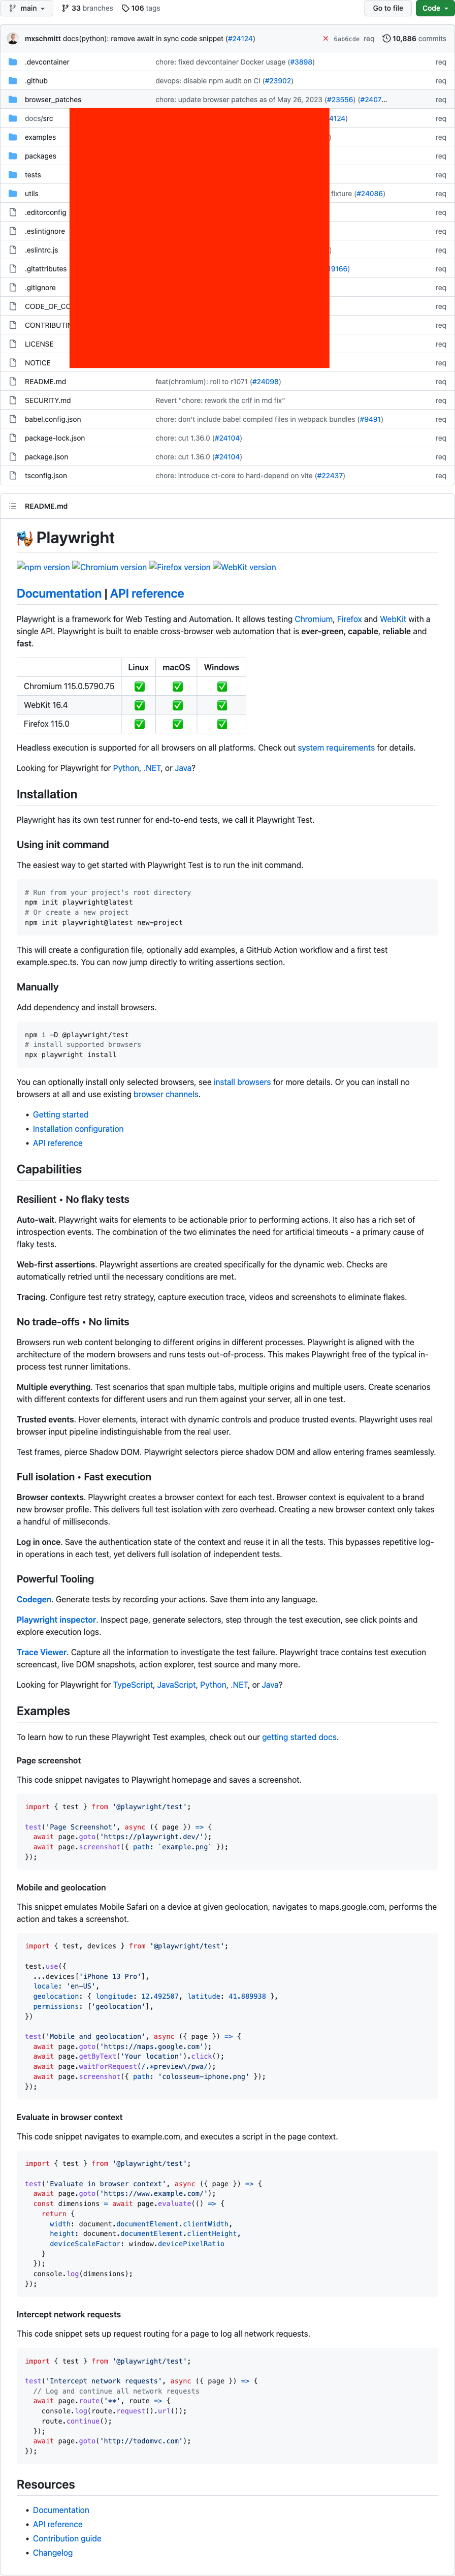 main 33 branches 106 tags Go to file Code
mxschmitt docs(python): remove await in sync code snippet (#24124) 6ab6cde req 10,886 commits
.devcontainer chore: fixed devcontainer Docker usage (#3898) req
.github devops: disable npm audit on CI (#23902) req
browser_patches chore: update browser patches as of May 26, 2023 (#23556) (#2407… req
docs/src 4124) req
examples ) req
packages req
tests req
utils fixture (#24086) req
.editorconfig req
.eslintignore req
.eslintrc.js ) req
.gitattributes 19166) req
.gitignore req
CODE_OF_CO req
CONTRIBUTIN req
LICENSE req
NOTICE req
README.md feat(chromium): roll to r1071 (#24098) req
SECURITY.md Revert "chore: rework the crlf in md fix" req
babel.config.json chore: don't include babel compiled files in webpack bundles (#9491) req
package-lock.json chore: cut 1.36.0 (#24104) req
package.json chore: cut 1.36.0 (#24104) req
tsconfig.json chore: introduce ct-core to hard-depend on vite (#22437) req
README.md
🎭 Playwright
npm version Chromium version Firefox version WebKit version
Documentation | API reference
Playwright is a framework for Web Testing and Automation. It allows testing Chromium, Firefox and WebKit with a
single API. Playwright is built to enable cross-browser web automation that is ever-green, capable, reliable and
fast.
Linux macOS Windows
Chromium 115.0.5790.75 ✅ ✅ ✅
WebKit 16.4 ✅ ✅ ✅
Firefox 115.0 ✅ ✅ ✅
Headless execution is supported for all browsers on all platforms. Check out system requirements for details.
Looking for Playwright for Python, .NET, or Java?
Installation
Playwright has its own test runner for end-to-end tests, we call it Playwright Test.
Using init command
The easiest way to get started with Playwright Test is to run the init command.
# Run from your project's root directory
npm init playwright@latest
# Or create a new project
npm init playwright@latest new-project
This will create a configuration file, optionally add examples, a GitHub Action workflow and a first test
example.spec.ts. You can now jump directly to writing assertions section.
Manually
Add dependency and install browsers.
npm i -D @playwright/test
# install supported browsers
npx playwright install
You can optionally install only selected browsers, see install browsers for more details. Or you can install no
browsers at all and use existing browser channels.
• Getting started
• Installation configuration
• API reference
Capabilities
Resilient • No flaky tests
Auto-wait. Playwright waits for elements to be actionable prior to performing actions. It also has a rich set of
introspection events. The combination of the two eliminates the need for artificial timeouts - a primary cause of
flaky tests.
Web-first assertions. Playwright assertions are created specifically for the dynamic web. Checks are
automatically retried until the necessary conditions are met.
Tracing. Configure test retry strategy, capture execution trace, videos and screenshots to eliminate flakes.
No trade-offs • No limits
Browsers run web content belonging to different origins in different processes. Playwright is aligned with the
architecture of the modern browsers and runs tests out-of-process. This makes Playwright free of the typical in-
process test runner limitations.
Multiple everything. Test scenarios that span multiple tabs, multiple origins and multiple users. Create scenarios
with different contexts for different users and run them against your server, all in one test.
Trusted events. Hover elements, interact with dynamic controls and produce trusted events. Playwright uses real
browser input pipeline indistinguishable from the real user.
Test frames, pierce Shadow DOM. Playwright selectors pierce shadow DOM and allow entering frames seamlessly.
Full isolation • Fast execution
Browser contexts. Playwright creates a browser context for each test. Browser context is equivalent to a brand
new browser profile. This delivers full test isolation with zero overhead. Creating a new browser context only takes
a handful of milliseconds.
Log in once. Save the authentication state of the context and reuse it in all the tests. This bypasses repetitive log-
in operations in each test, yet delivers full isolation of independent tests.
Powerful Tooling
Codegen. Generate tests by recording your actions. Save them into any language.
Playwright inspector. Inspect page, generate selectors, step through the test execution, see click points and
explore execution logs.
Trace Viewer. Capture all the information to investigate the test failure. Playwright trace contains test execution
screencast, live DOM snapshots, action explorer, test source and many more.
Looking for Playwright for TypeScript, JavaScript, Python, .NET, or Java?
Examples
To learn how to run these Playwright Test examples, check out our getting started docs.
Page screenshot
This code snippet navigates to Playwright homepage and saves a screenshot.
import { test } from '@playwright/test';
test('Page Screenshot', async ({ page }) => {
await page.goto('https://playwright.dev/');
await page.screenshot({ path: `example.png` });
});
Mobile and geolocation
This snippet emulates Mobile Safari on a device at given geolocation, navigates to maps.google.com, performs the
action and takes a screenshot.
import { test, devices } from '@playwright/test';
test.use({
...devices['iPhone 13 Pro'],
locale: 'en-US',
geolocation: { longitude: 12.492507, latitude: 41.889938 },
permissions: ['geolocation'],
})
test('Mobile and geolocation', async ({ page }) => {
await page.goto('https://maps.google.com');
await page.getByText('Your location').click();
await page.waitForRequest(/.*preview\/pwa/);
await page.screenshot({ path: 'colosseum-iphone.png' });
});
Evaluate in browser context
This code snippet navigates to example.com, and executes a script in the page context.
import { test } from '@playwright/test';
test('Evaluate in browser context', async ({ page }) => {
await page.goto('https://www.example.com/');
const dimensions = await page.evaluate(() => {
return {
width: document.documentElement.clientWidth,
height: document.documentElement.clientHeight,
deviceScaleFactor: window.devicePixelRatio
}
});
console.log(dimensions);
});
Intercept network requests
This code snippet sets up request routing for a page to log all network requests.
import { test } from '@playwright/test';
test('Intercept network requests', async ({ page }) => {
// Log and continue all network requests
await page.route('**', route => {
console.log(route.request().url());
route.continue();
});
await page.goto('http://todomvc.com');
});
Resources
• Documentation
• API reference
• Contribution guide
• Changelog